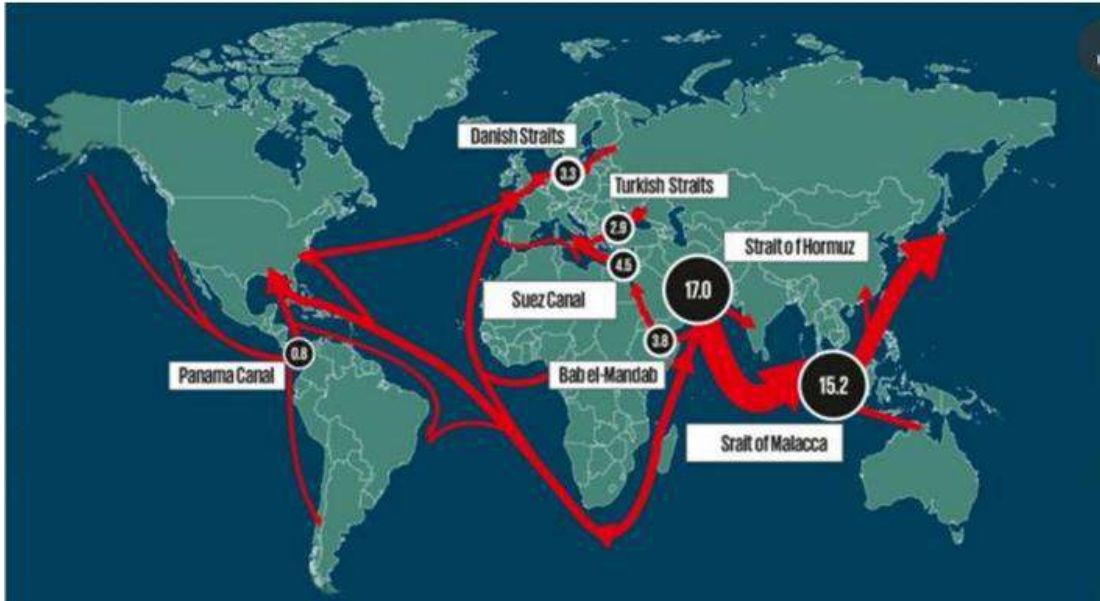 Danish Straits
3.3
Turkish Straits
2.9
Strait of Hormuz
4.5
17.0
Suez Canal
3.8
0.8
Panama Canal
Bab el-Mandab
15.2
Srait of Malacca